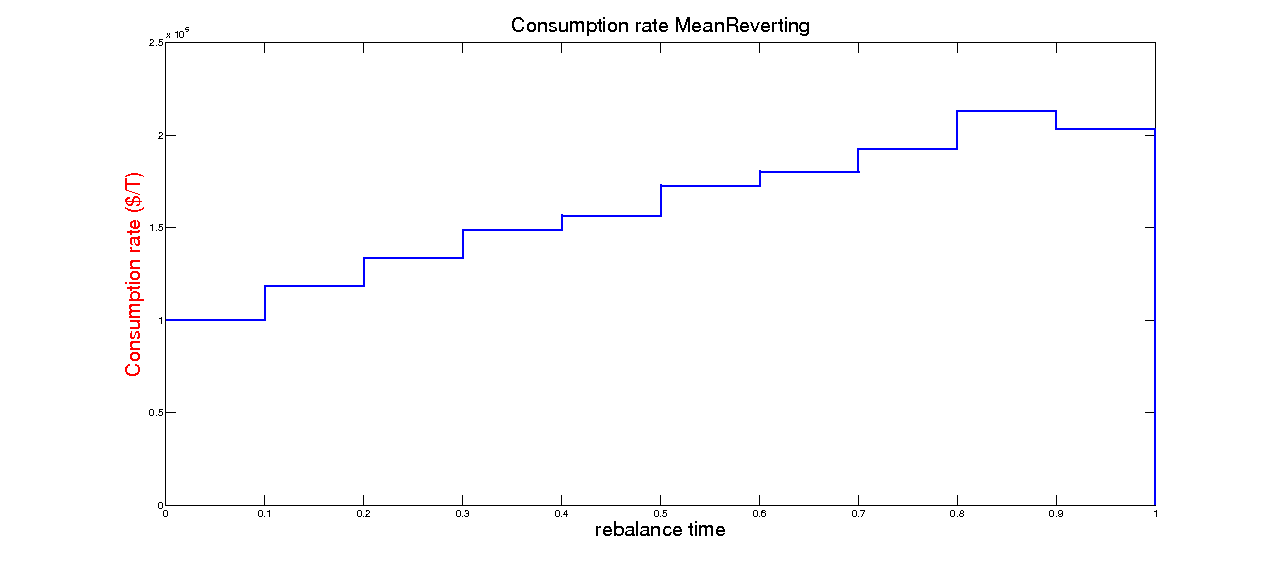 Consumption rate MeanReverting
x 10^5
2.5
2
1.5
1
0.5
0
Consumption rate ($/T)
0 0.1 0.2 0.3 0.4 0.5 0.6 0.7 0.8 0.9 1
rebalance time